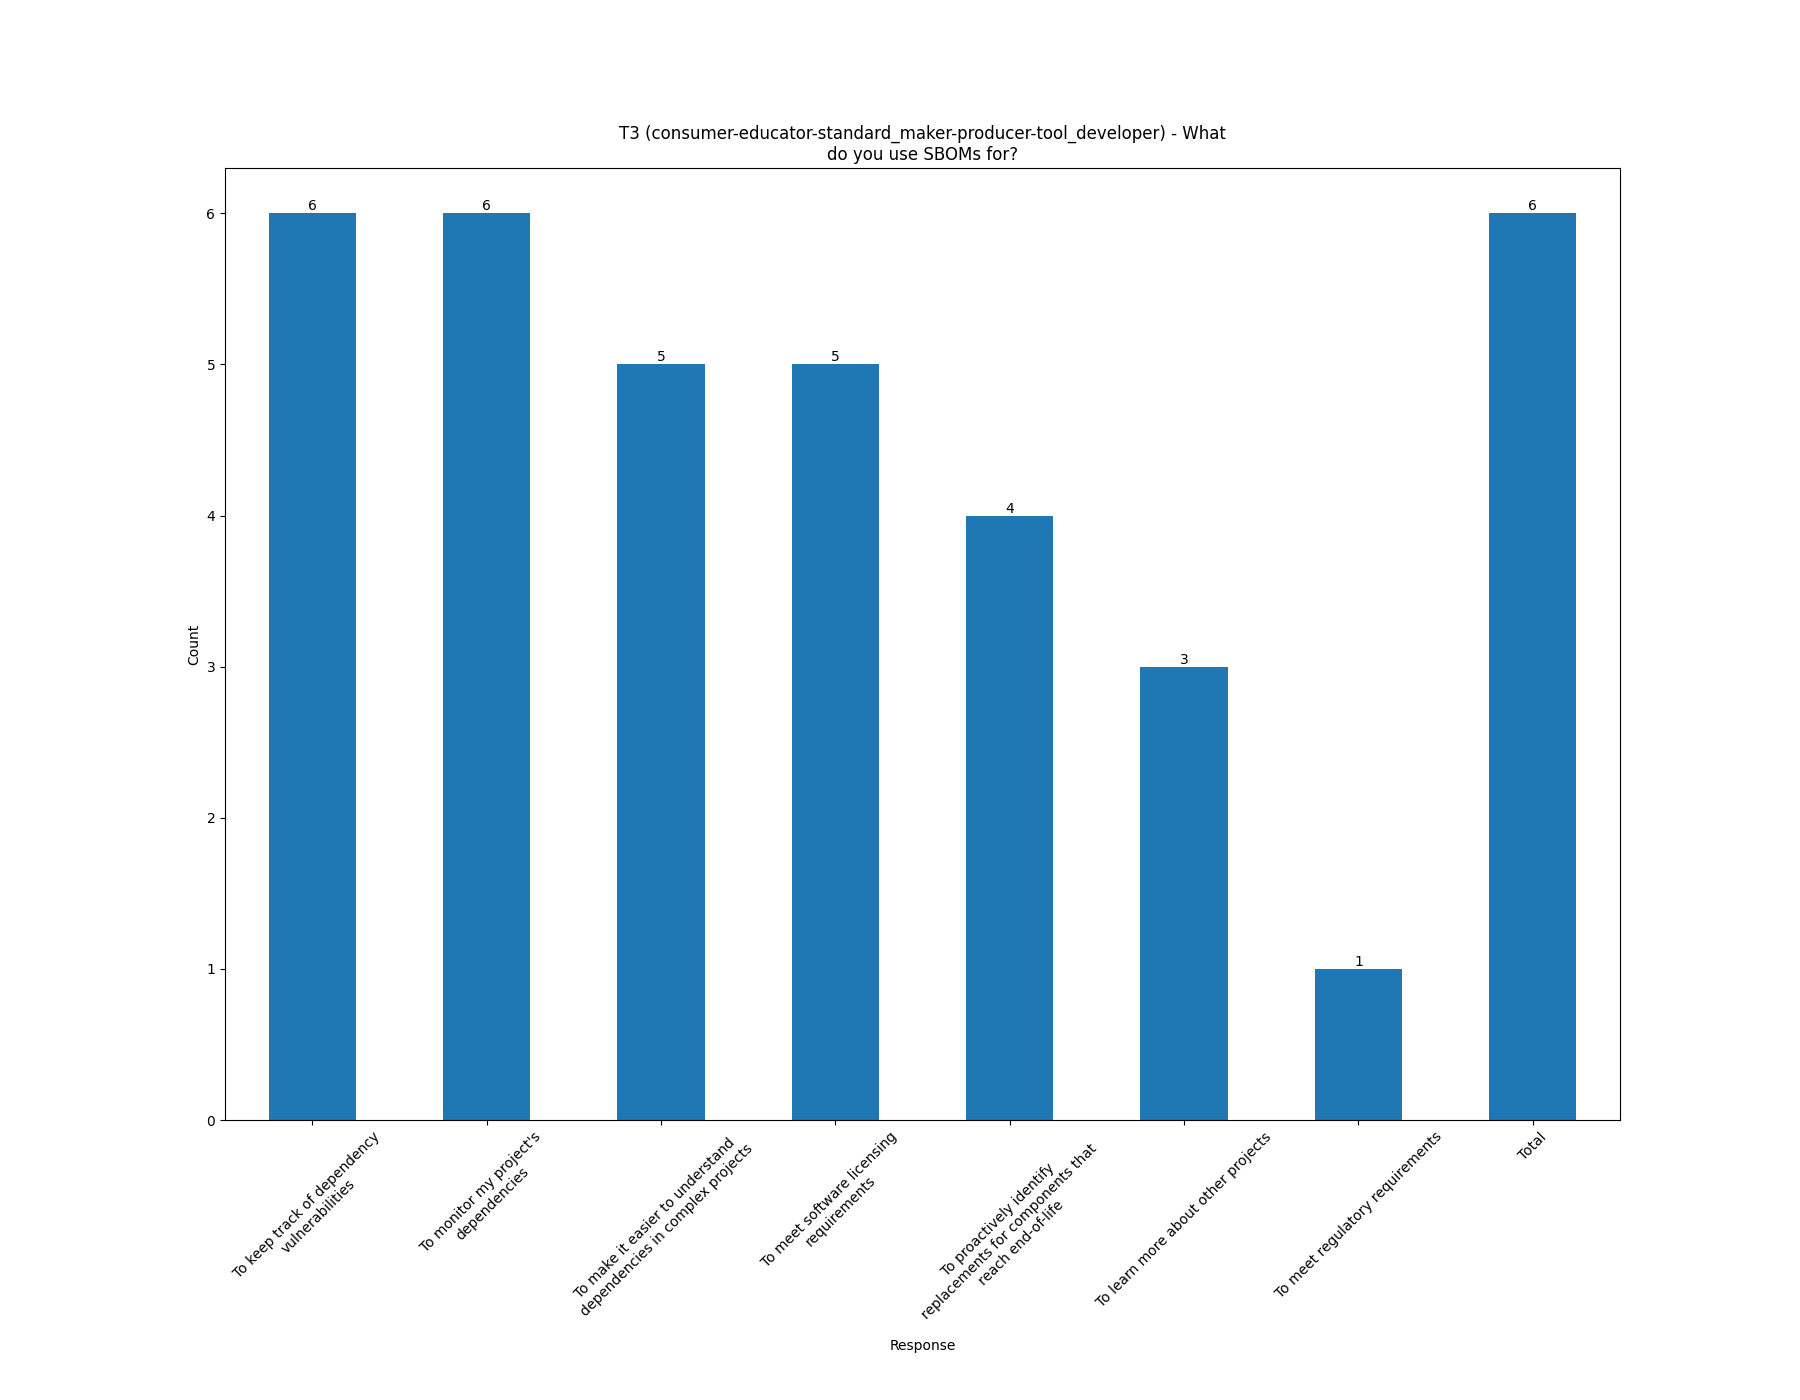 T3 (consumer-educator-standard_maker-producer-tool_developer) - What
do you use SBOMs for?
Count
6
5
4
3
2
1
0
6
6
5
5
4
3
1
6
To keep track of dependency
vulnerabilities
To monitor my project's
dependencies
To make it easier to understand
dependencies in complex projects
To meet software licensing
requirements
To proactively identify
replacements for components that
reach end-of-life
To learn more about other projects
To meet regulatory requirements
Total
Response